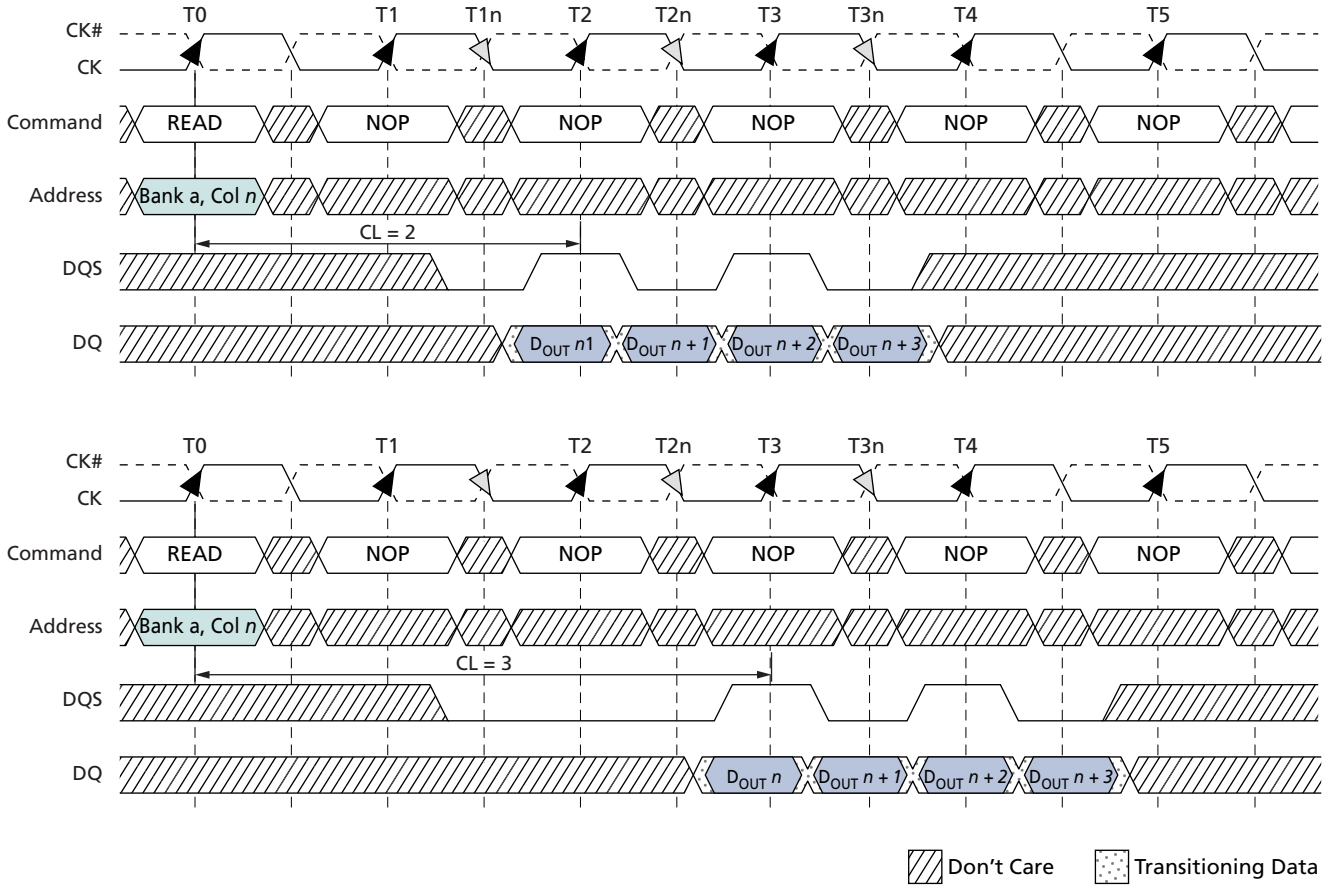 T0 T1 T1n T2 T2n T3 T3n T4 T5
CK#
CK
Command READ NOP NOP NOP NOP NOP
Address Bank a, Col n
CL = 2
DQS
DQ DOUT n1 DOUT n + 1 DOUT n + 2 DOUT n + 3
T0 T1 T2 T2n T3 T3n T4 T5
CK#
CK
Command READ NOP NOP NOP NOP NOP
Address Bank a, Col n
CL = 3
DQS
DQ DOUT n DOUT n + 1 DOUT n + 2 DOUT n + 3
Don't Care Transitioning Data